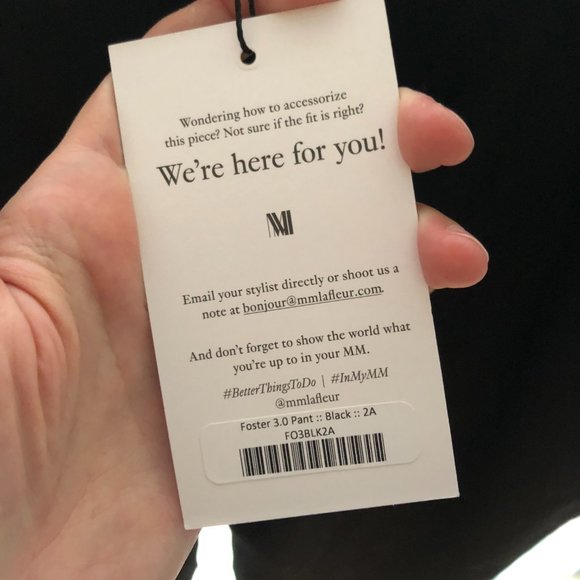 Wondering how to accessorize
this piece? Not sure if the fit is right?
We're here for you!
MM
Email your stylist directly or shoot us a
note at bonjour@mmlafleur.com.
And don't forget to show the world what
you're up to in your MM.
#BetterThingsToDo | #InMyMM
@mmlafleur
Foster 3.0 Pant :: Black :: 2A
FO3BLK2A